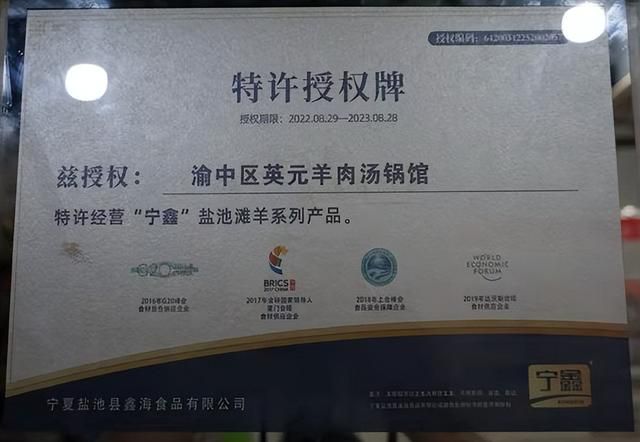 特许授权牌
授权期限：2022.08.29—2023.08.28
兹授权： 渝中区英元羊肉汤锅馆
特许经营“宁鑫”盐池滩羊系列产品。
G20 CHINA
BRICS
2017 CHINA
WORLD
ECONOMIC
FORUM
2016年G20峰会
食材供应企业
2017年金砖国家领导人
厦门会晤
食材供应企业
2018年上合峰会
食品安全保障企业
2019年达沃斯论坛
食材供应企业
宁鑫
宁夏盐池县鑫海食品有限公司